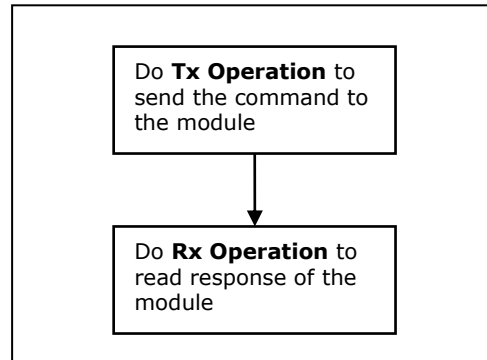 Do Tx Operation to
send the command to
the module
Do Rx Operation to
read response of the
module